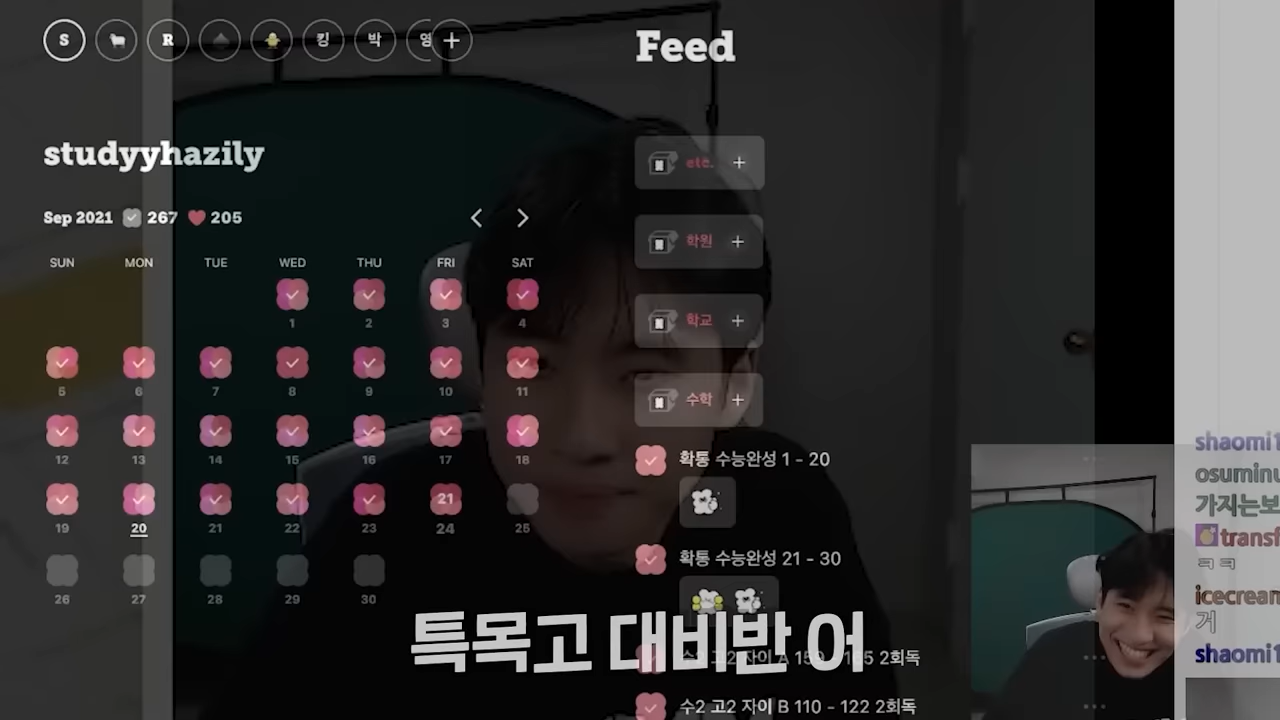 S R 킹 박 영 +
Feed
studyyhazily
Sep 2021 267 205
SUN MON TUE WED THU FRI SAT
1 2 3 4
5 6 7 8 9 10 11
12 13 14 15 16 17 18
21
19 20 21 22 23 24 25
26 27 28 29 30
etc. +
학원 +
학교 +
수학 +
확통 수능완성 1 - 20
확통 수능완성 21 - 30
고2 자이 A 2회독
수2 고2 자이 B 110 - 122 2회독
특목고 대비반 어
shaomi1
osuminu
가지는보
transf
ㅋㅋ
icecream
거
shaomi1